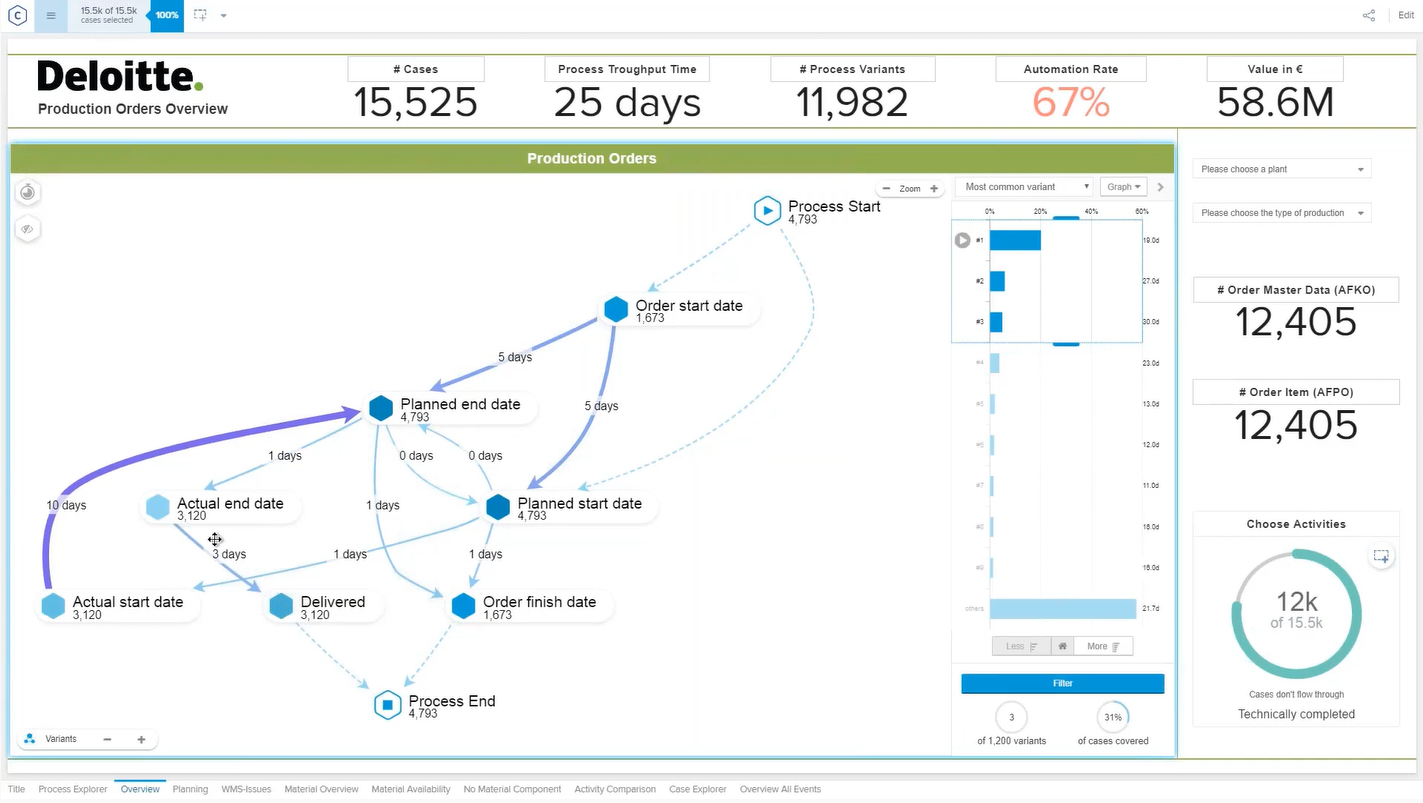 15.5k of 15.5k
cases selected
100%
Edit
Deloitte.
Production Orders Overview
# Cases
15,525
Process Troughput Time
25 days
# Process Variants
11,982
Automation Rate
67%
Value in €
58.6M
Production Orders
Zoom
Process Start
4,793
Order start date
1,673
5 days
5 days
Planned end date
4,793
1 days
0 days
0 days
10 days
Actual end date
3,120
1 days
Planned start date
4,793
3 days
1 days
1 days
Actual start date
3,120
Delivered
3,120
Order finish date
1,673
Process End
4,793
Variants
Most common variant
Graph
0% 20% 40% 60%
#1 19.0d
#2 27.0d
#3 30.0d
#4 23.0d
#5 13.0d
#6 12.0d
#7 11.0d
#8 18.0d
#9 18.0d
others 21.7d
Less
More
Filter
3
of 1,200 variants
31%
of cases covered
Please choose a plant
Please choose the type of production
# Order Master Data (AFKO)
12,405
# Order Item (AFPO)
12,405
Choose Activities
12k
of 15.5k
Cases don't flow through
Technically completed
Title Process Explorer Overview Planning WMS-Issues Material Overview Material Availability No Material Component Activity Comparison Case Explorer Overview All Events